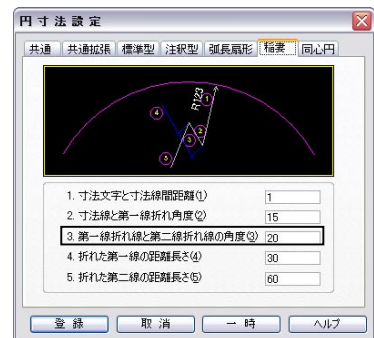 円寸法設定
共通 共通拡張 標準型 注釈型 弧長扇形 稲妻 同心円
R123
1
2
3
4
5
1. 寸法文字と寸法線間距離(1) 1
2. 寸法線と第一線折れ角度(2) 15
3. 第一線折れ線と第二線折れ線の角度(3) 20
4. 折れた第一線の距離長さ(4) 30
5. 折れた第二線の距離長さ(5) 60
登録 取消 一時 ヘルプ